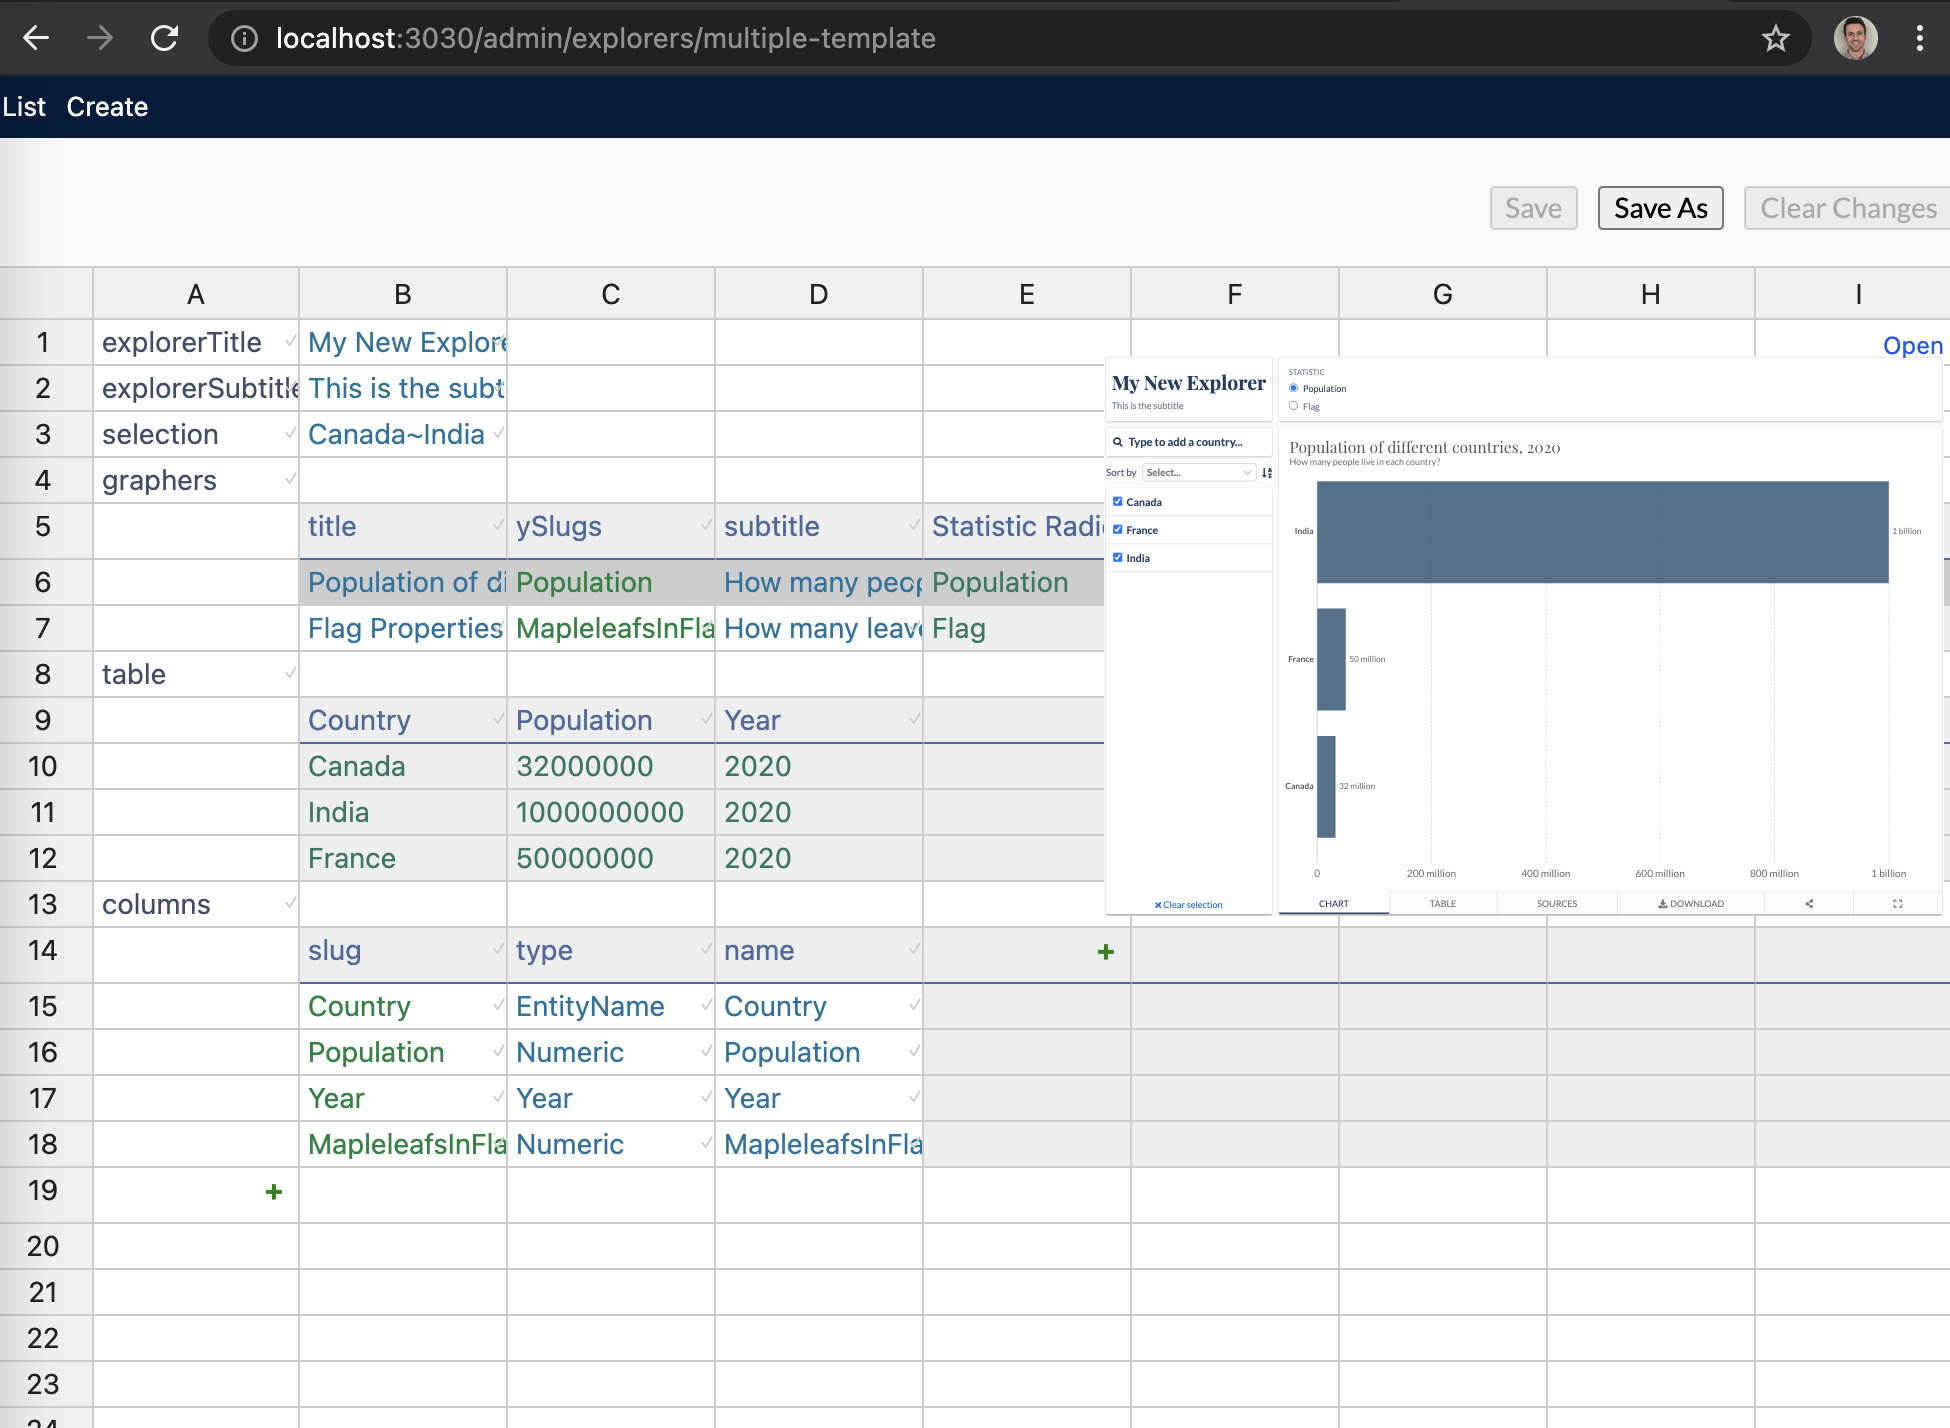 localhost:3030/admin/explorers/multiple-template
List Create
Save Save As Clear Changes
A B C D E F G H I
1 explorerTitle My New Explore
Open
2 explorerSubtitle This is the subt
3 selection Canada~India
4 graphers
5 title ySlugs subtitle Statistic Radi
6 Population of di Population How many peop Population
7 Flag Properties MapleleafsInFla How many leave Flag
8 table
9 Country Population Year
10 Canada 32000000 2020
11 India 1000000000 2020
12 France 50000000 2020
13 columns
14 slug type name +
15 Country EntityName Country
16 Population Numeric Population
17 Year Year Year
18 MapleleafsInFla Numeric MapleleafsInFla
19 +
20
21
22
23
24
My New Explorer
This is the subtitle
STATISTIC
Population
Flag
Type to add a country...
Sort by Select...
Canada
France
India
Clear selection
Population of different countries, 2020
How many people live in each country?
India 1 billion
France 50 million
Canada 32 million
0 200 million 400 million 600 million 800 million 1 billion
CHART TABLE SOURCES DOWNLOAD